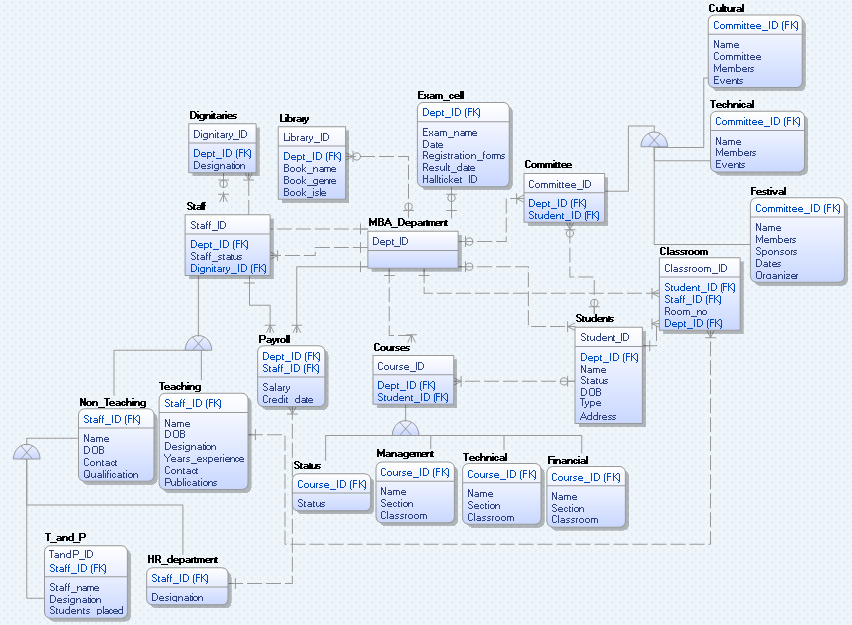 Cultural
Committee_ID (FK)
Name
Committee
Members
Events
Technical
Committee_ID (FK)
Name
Members
Events
Festival
Committee_ID (FK)
Name
Members
Sponsors
Dates
Organizer
Exam_cell
Dept_ID (FK)
Exam_name
Date
Registration_forms
Result_date
Hallticket_ID
Dignitaries
Dignitary_ID
Dept_ID (FK)
Designation
Library
Library_ID
Dept_ID (FK)
Book_name
Book_genre
Book_isle
Committee
Committee_ID
Dept_ID (FK)
Student_ID (FK)
Staff
Staff_ID
Dept_ID (FK)
Staff_status
Dignitary_ID (FK)
MBA_Department
Dept_ID
Classroom
Classroom_ID
Student_ID (FK)
Staff_ID (FK)
Room_no
Dept_ID (FK)
Students
Student_ID
Dept_ID (FK)
Name
Status
DOB
Type
Address
Payroll
Dept_ID (FK)
Staff_ID (FK)
Salary
Credit_date
Courses
Course_ID
Dept_ID (FK)
Student_ID (FK)
Non_Teaching
Staff_ID (FK)
Name
DOB
Contact
Qualification
Teaching
Staff_ID (FK)
Name
DOB
Designation
Years_experience
Contact
Publications
Status
Course_ID (FK)
Status
Management
Course_ID (FK)
Name
Section
Classroom
Technical
Course_ID (FK)
Name
Section
Classroom
Financial
Course_ID (FK)
Name
Section
Classroom
T_and_P
TandP_ID
Staff_ID (FK)
Staff_name
Designation
Students_placed
HR_department
Staff_ID (FK)
Designation